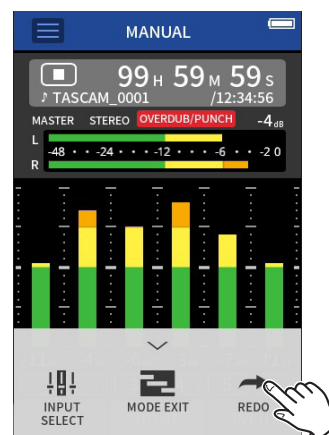 MANUAL
99 H 59 M 59 S
♪ TASCAM_0001 /12:34:56
MASTER STEREO OVERDUB/PUNCH -4dB
L
-48 • • -24 • • • -12 • • • -6 • • -2 0
R
INPUT SELECT MODE EXIT REDO